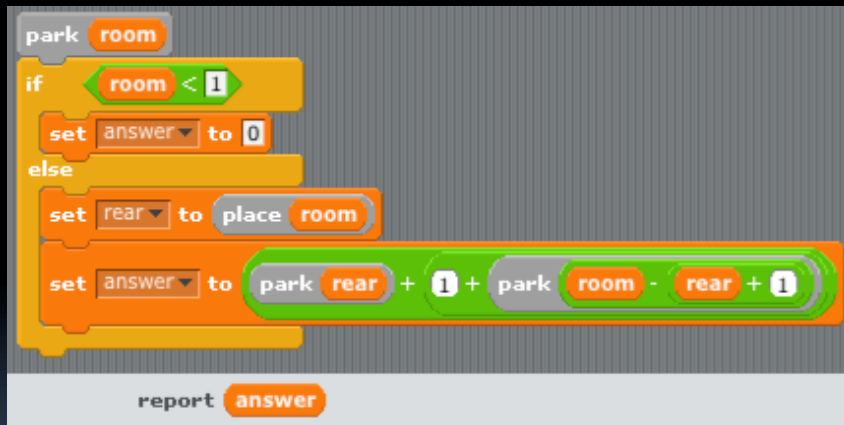 park room
if room < 1
set answer to 0
else
set rear to place room
set answer to park rear + 1 + park room - rear + 1
report answer